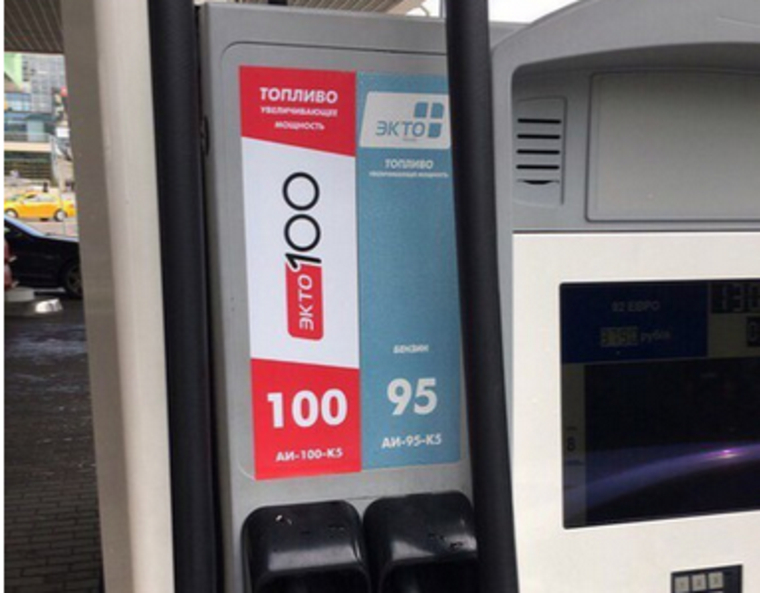 ТОПЛИВО
УВЕЛИЧИВАЮЩЕЕ
МОЩНОСТЬ
ЭКТО100
100
АИ-100-К5
ЭКТО
ТОПЛИВО
УВЕЛИЧИВАЮЩЕЕ МОЩНОСТЬ
БЕНЗИН
95
АИ-95-К5
92 ЕВРО
рубль